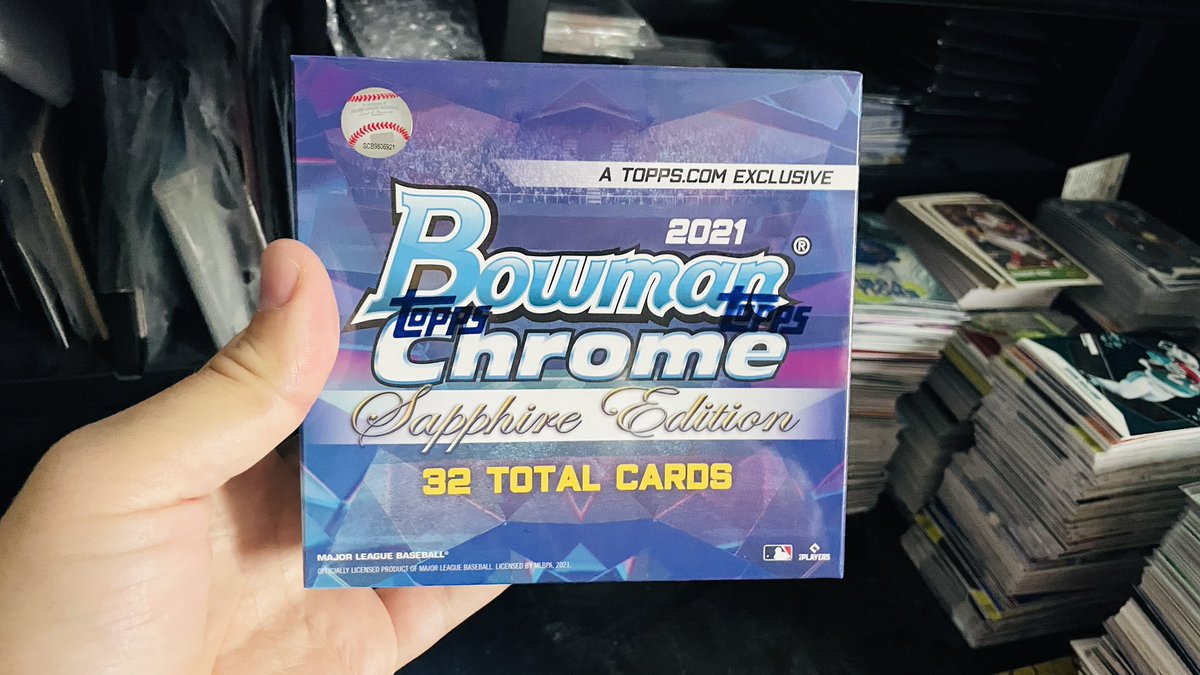 SCB9606921
A TOPPS.COM EXCLUSIVE
2021
Bowman®
topps topps
Chrome
Sapphire Edition
32 TOTAL CARDS
MAJOR LEAGUE BASEBALL®
OFFICIALLY LICENSED PRODUCT OF MAJOR LEAGUE BASEBALL. LICENSED BY MLBPA, 2021.
PLAYERS